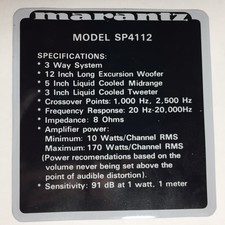 marantz
MODEL SP4112
SPECIFICATIONS:
• 3 Way System
• 12 Inch Long Excursion Woofer
• 5 Inch Liquid Cooled Midrange
• 3 Inch Liquid Cooled Tweeter
• Crossover Points: 1,000 Hz, 2,500 Hz
• Frequency Response: 20 Hz-20,000Hz
• Impedance: 8 Ohms
• Amplifier power:
Minimum: 10 Watts/Channel RMS
Maximum: 170 Watts/Channel RMS
(Power recomendations based on the
volume never being set above the
point of audible distortion).
• Sensitivity: 91 dB at 1 watt, 1 meter